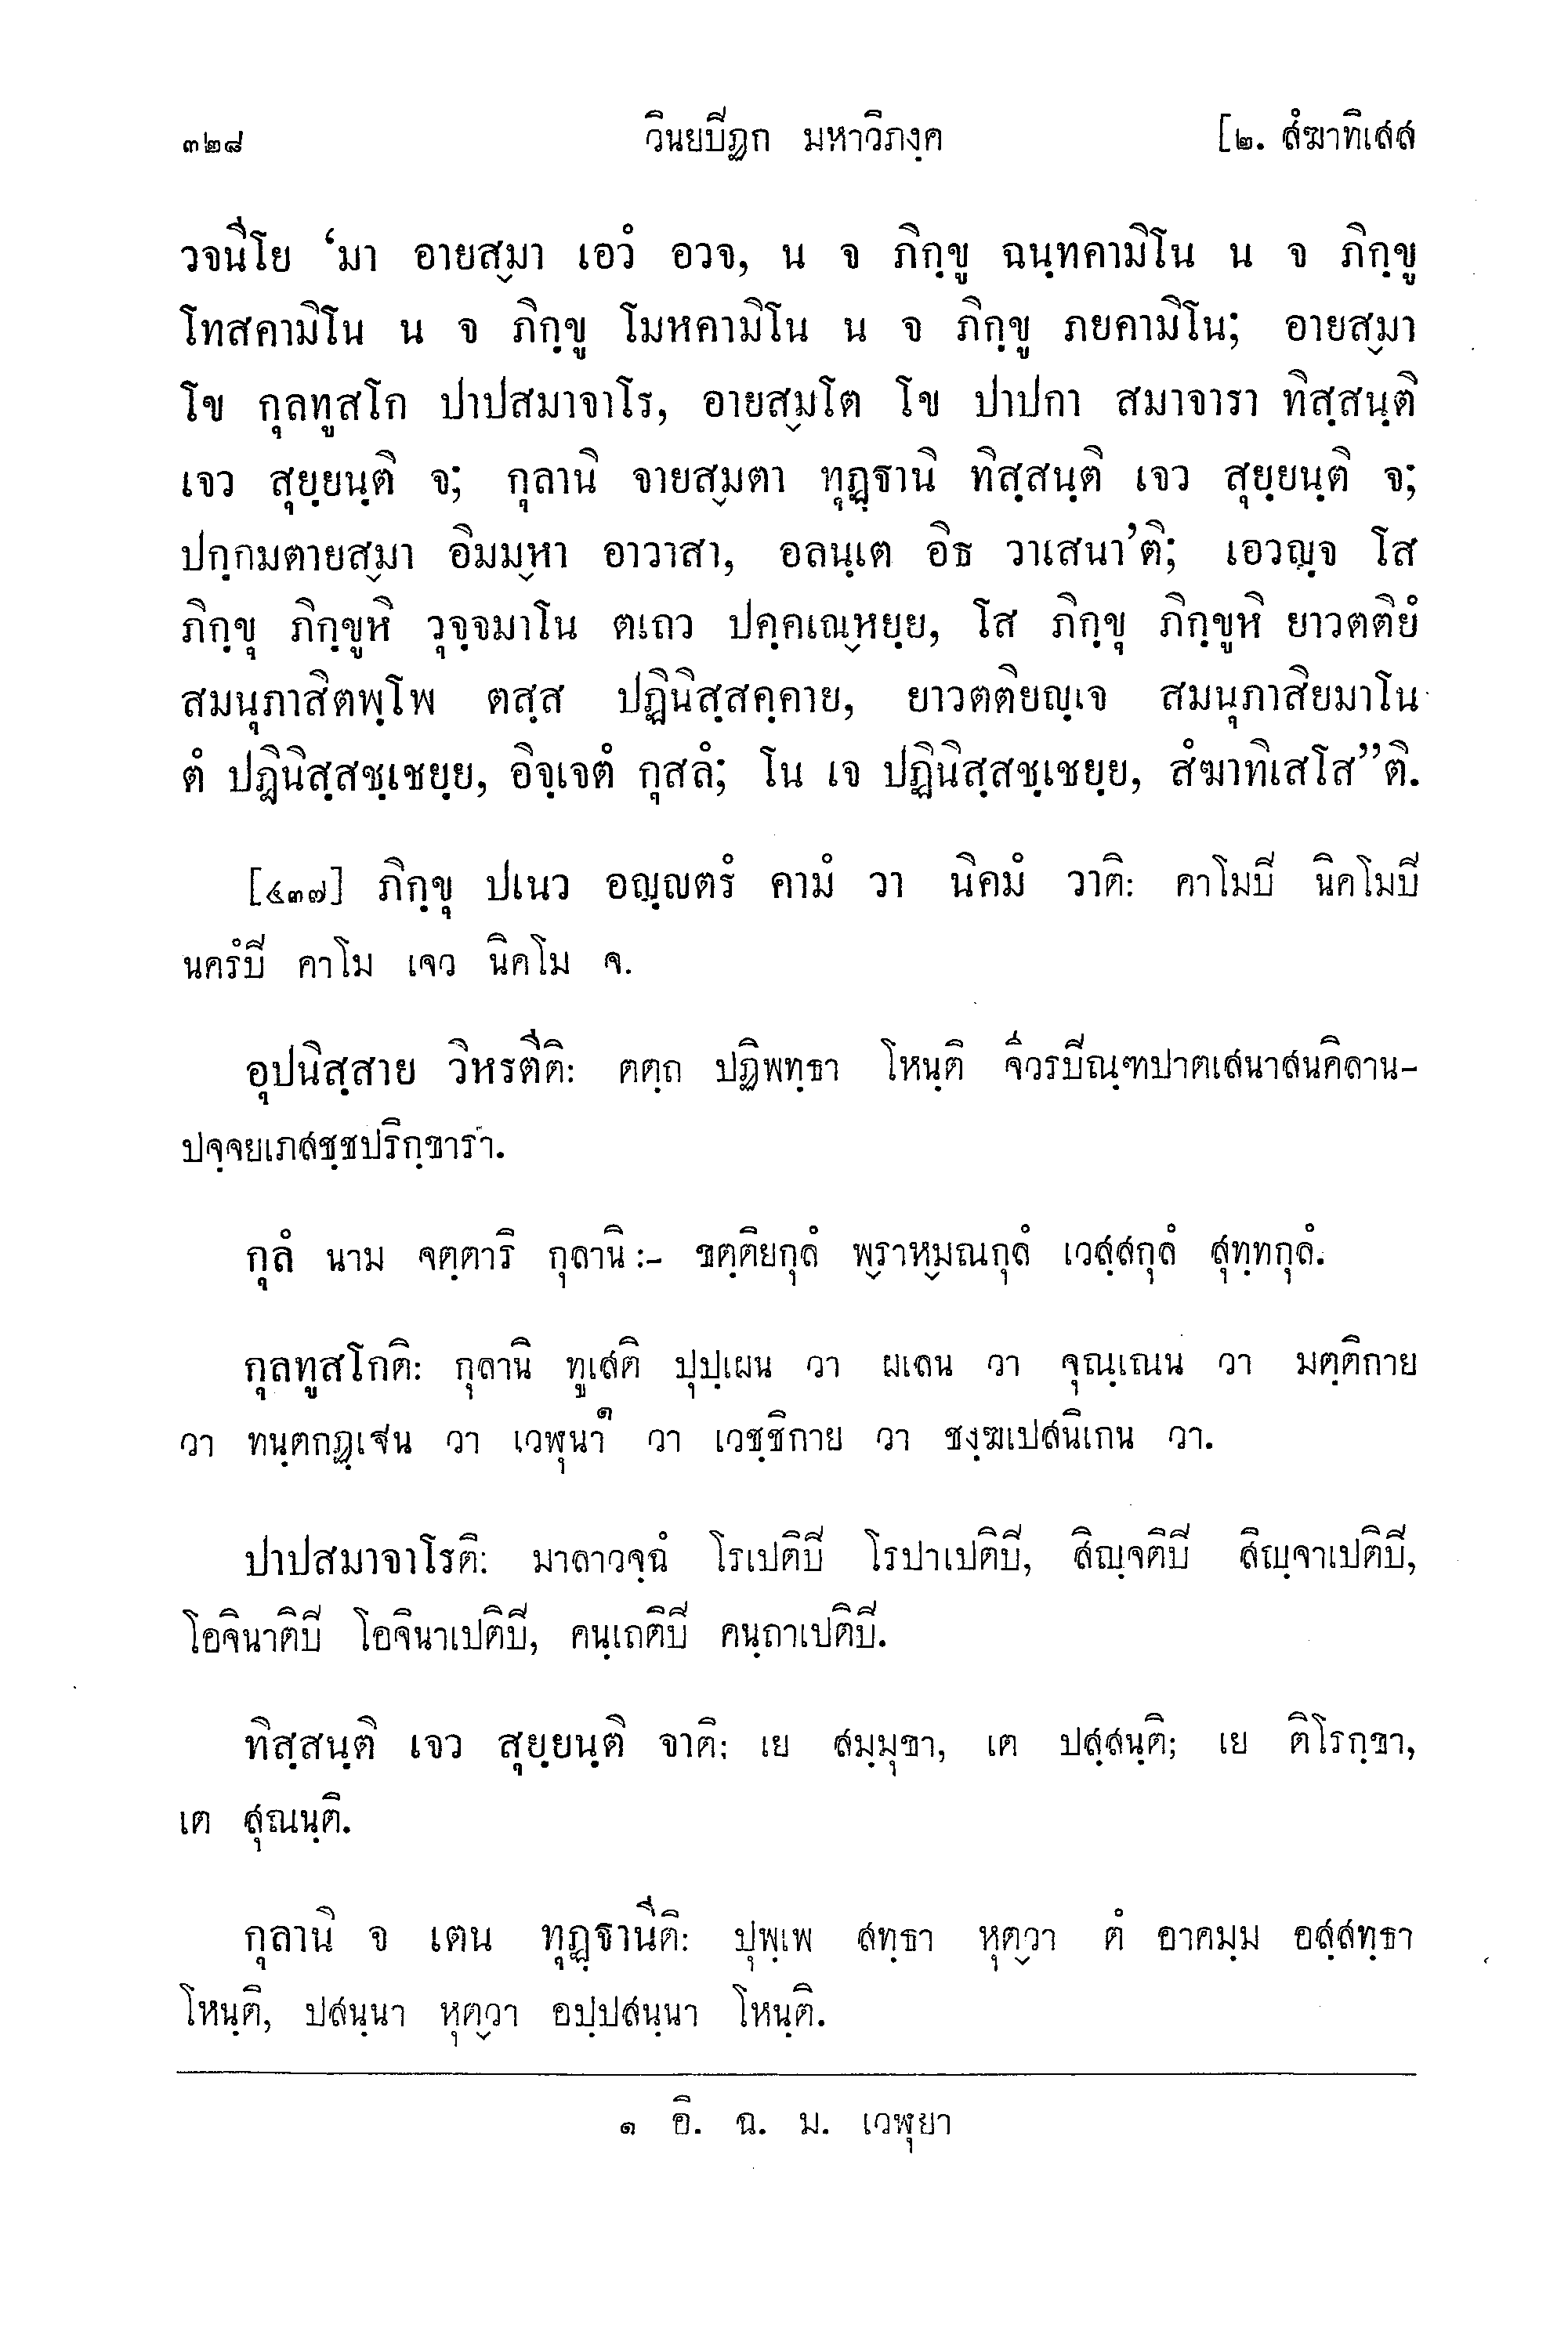 ๓๒๘ วินยปิฏก มหาวิภงฺค [๒. สํฆาทิเสส
วจนีโย ‘มา อายสฺมา เอวํ อวจ, น จ ภิกฺขู ฉนฺทคามิโน น จ ภิกฺขู
โทสคามิโน น จ ภิกฺขู โมหคามิโน น จ ภิกฺขู ภยคามิโน; อายสฺมา
โข กุลทูสโก ปาปสมาจาโร, อายสฺมโต โข ปาปกา สมาจารา ทิสฺสนฺติ
เจว สุยฺยนฺติ จ; กุลานิ จายสฺมตา ทุฏฺฐานิ ทิสฺสนฺติ เจว สุยฺยนฺติ จ;
ปกฺกมตายสฺมา อิมมฺหา อาวาสา, อลนฺเต อิธ วาเสนา’ติ; เอวญฺจ โส
ภิกฺขุ ภิกฺขูหิ วุจฺจมาโน ตเถว ปคฺคเณฺหยฺย, โส ภิกฺขุ ภิกฺขูหิ ยาวตติยํ
สมนุภาสิตพฺโพ ตสฺส ปฏินิสฺสคฺคาย, ยาวตติยญฺเจ สมนุภาสิยมาโน
ตํ ปฏินิสฺสชฺเชยฺย, อิจฺเจตํ กุสลํ; โน เจ ปฏินิสฺสชฺเชยฺย, สํฆาทิเสโส”ติ.
[๔๓๗] ภิกฺขุ ปเนว อญฺญตรํ คามํ วา นิคมํ วาติ: คาโมปิ นิคโมปิ
นครํปิ คาโม เจว นิคโม จ.
อุปนิสฺสาย วิหรตีติ: ตตฺถ ปฏิพทฺธา โหนฺติ จีวรปิณฺฑปาตเสนาสนคิลาน-
ปจฺจยเภสชฺชปริกฺขารา.
กุลํ นาม จตฺตาริ กุลานิ :- ขตฺติยกุลํ พฺราหฺมณกุลํ เวสฺสกุลํ สุทฺทกุลํ.
กุลทูสโกติ: กุลานิ ทูเสติ ปุปฺเผน วา ผเลน วา จุณฺเณน วา มตฺติกาย
วา ทนฺตกฏฺเฐน วา เวฬุนา๑ วา เวชฺชิกาย วา ชงฺฆเปสนิเกน วา.
ปาปสมาจาโรติ: มาลาวจฺฉํ โรเปติปิ โรปาเปติปิ, สิญฺจติปิ สิญฺจาเปติปิ,
โอจินาติปิ โอจินาเปติปิ, คนฺเถติปิ คนฺถาเปติปิ.
ทิสฺสนฺติ เจว สุยฺยนฺติ จาติ: เย สมฺมุขา, เต ปสฺสนฺติ; เย ติโรกฺขา,
เต สุณนฺติ.
กุลานิ จ เตน ทุฏฺฐานีติ: ปุพฺเพ สทฺธา หุตฺวา ตํ อาคมฺม อสฺสทฺธา
โหนฺติ, ปสนฺนา หุตฺวา อปฺปสนฺนา โหนฺติ.
๑ อิ. ฉ. ม. เวฬุยา